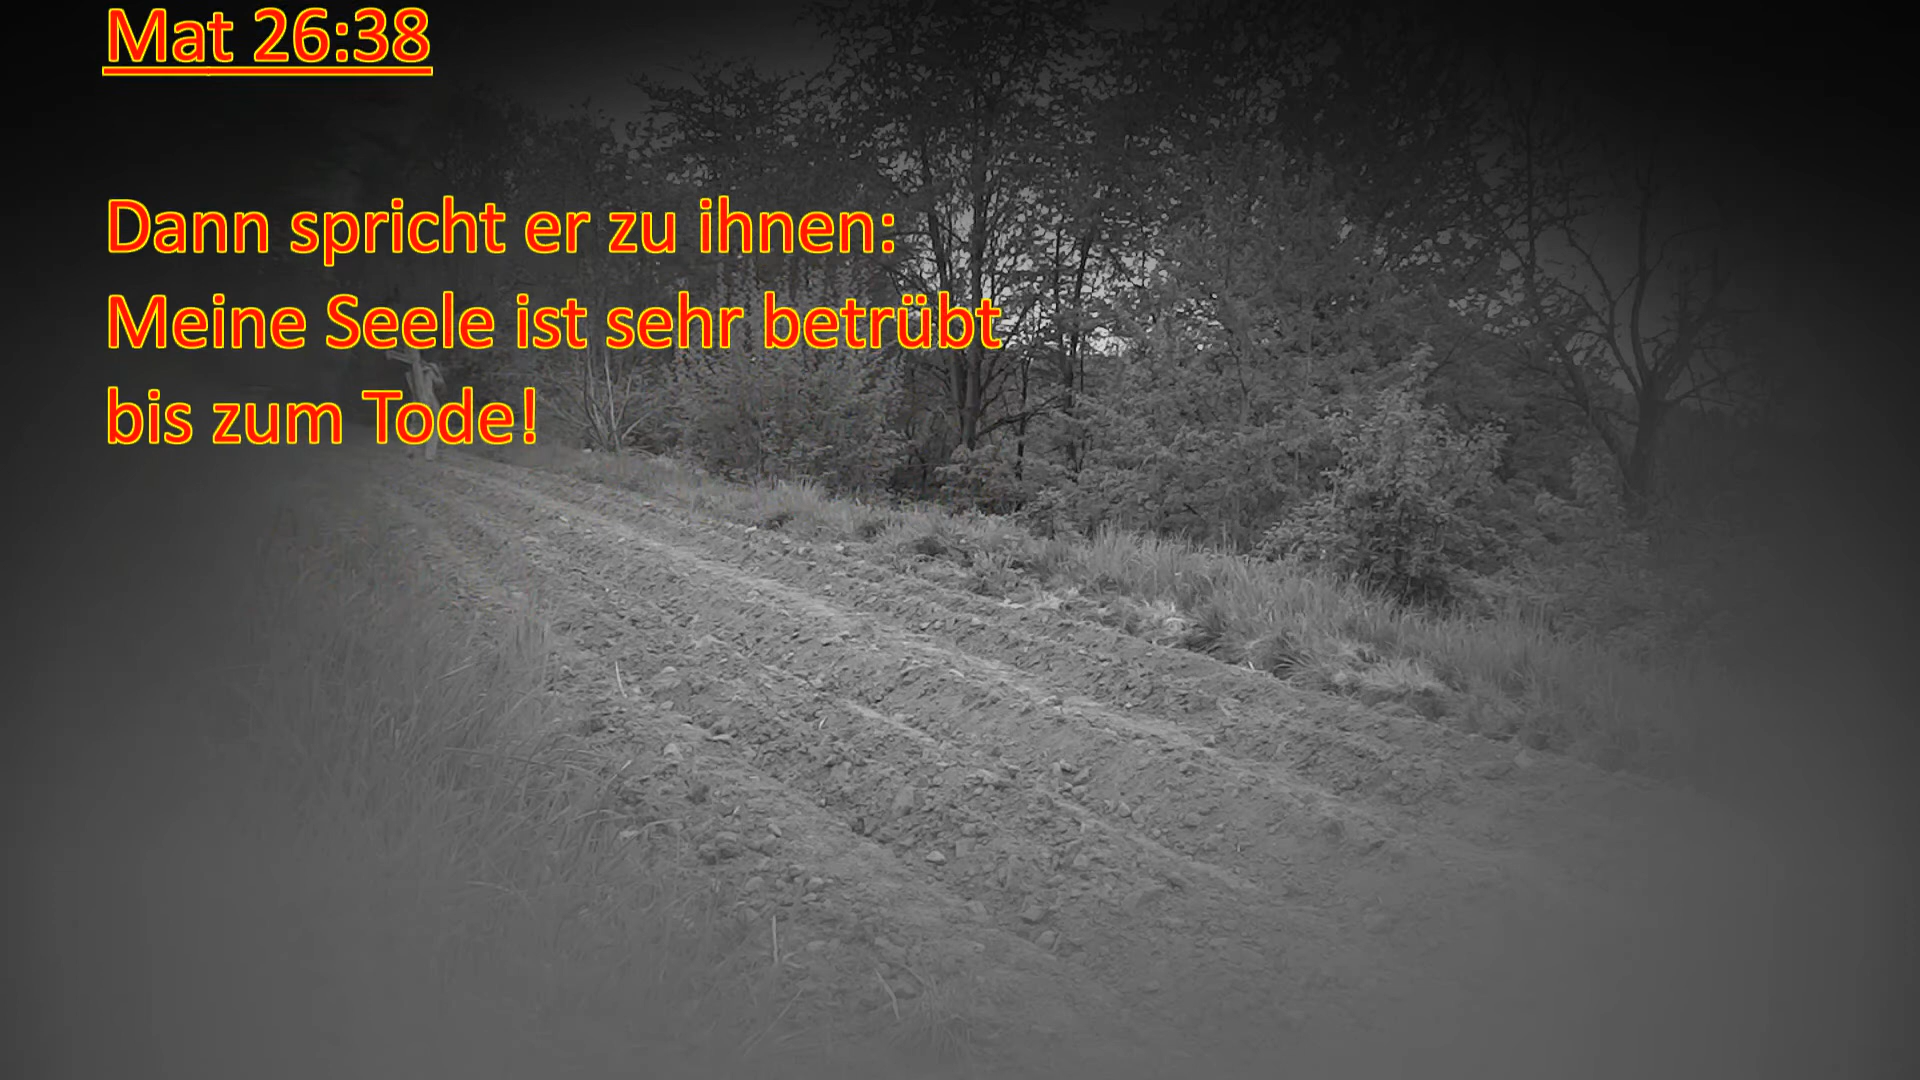 Mat 26:38
Dann spricht er zu ihnen:
Meine Seele ist sehr betrübt
bis zum Tode!